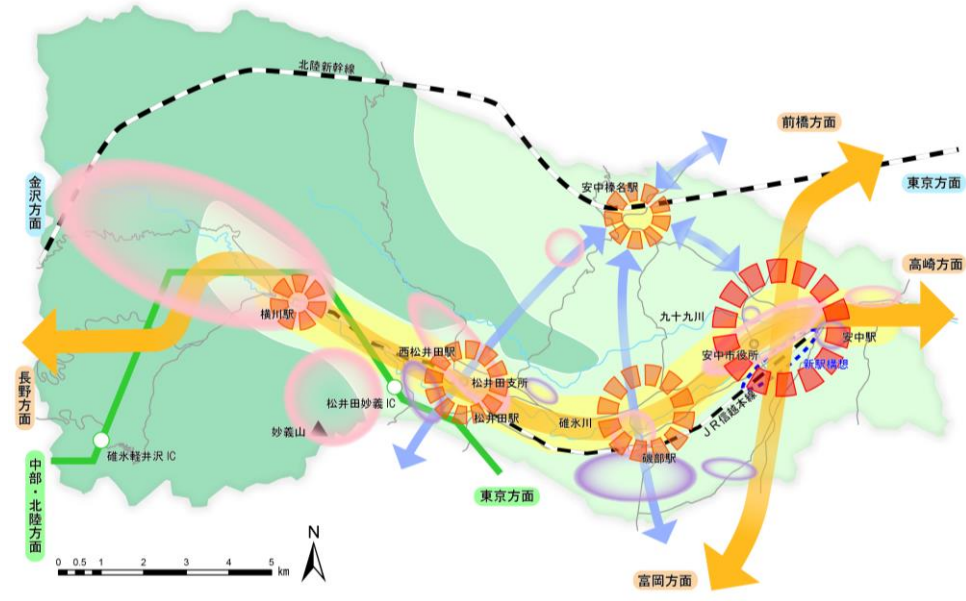 北陸新幹線
前橋方面
金沢方面
安中榛名駅
東京方面
高崎方面
横川駅
九十九川
安中駅
西松井田駅
安中市役所
新駅構想
長野方面
松井田支所
松井田妙義IC
松井田駅
碓氷川
JR信越本線
妙義山
磯部駅
碓氷軽井沢IC
中部・北陸方面
東京方面
N
0 0.5 1 2 3 4 5 km
富岡方面